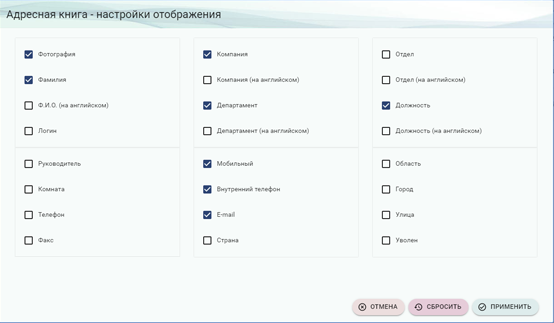 Адресная книга - настройки отображения
Фотография
Фамилия
Ф.И.О. (на английском)
Логин
Компания
Компания (на английском)
Департамент
Департамент (на английском)
Отдел
Отдел (на английском)
Должность
Должность (на английском)
Руководитель
Комната
Телефон
Факс
Мобильный
Внутренний телефон
E-mail
Страна
Область
Город
Улица
Уволен
ОТМЕНА
СБРОСИТЬ
ПРИМЕНИТЬ